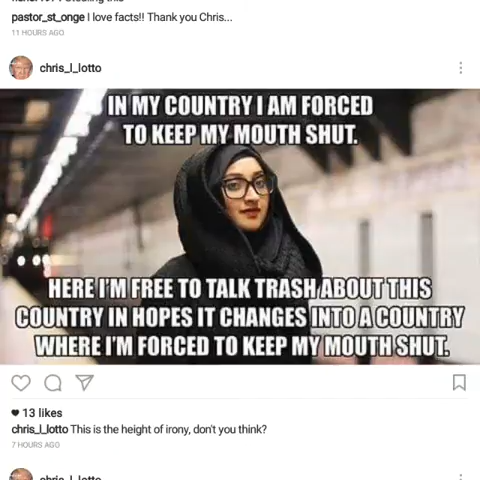 pastor_st_onge I love facts!! Thank you Chris...
11 HOURS AGO
chris_l_lotto
IN MY COUNTRY I AM FORCED
TO KEEP MY MOUTH SHUT.
HERE I'M FREE TO TALK TRASH ABOUT THIS
COUNTRY IN HOPES IT CHANGES INTO A COUNTRY
WHERE I'M FORCED TO KEEP MY MOUTH SHUT.
13 likes
chris_l_lotto This is the height of irony, don't you think?
7 HOURS AGO
chris_l_lotto